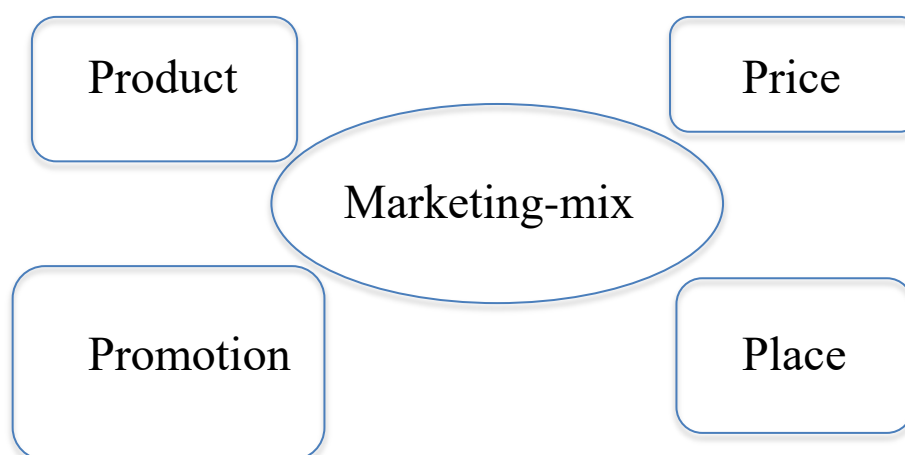 Product
Price
Marketing-mix
Promotion
Place